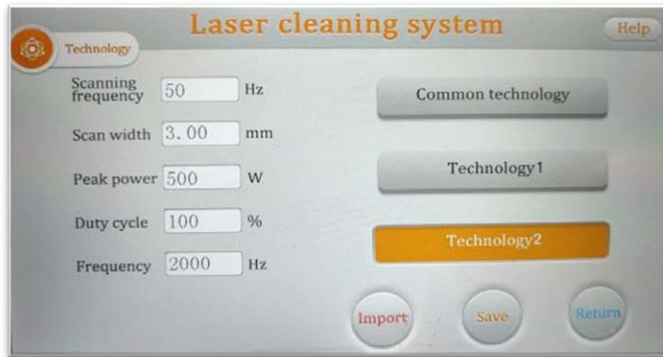 Laser cleaning system
Help
Technology
Scanning
frequency 50 Hz
Scan width 3.00 mm
Peak power 500 W
Duty cycle 100 %
Frequency 2000 Hz
Common technology
Technology1
Technology2
Import
Save
Return